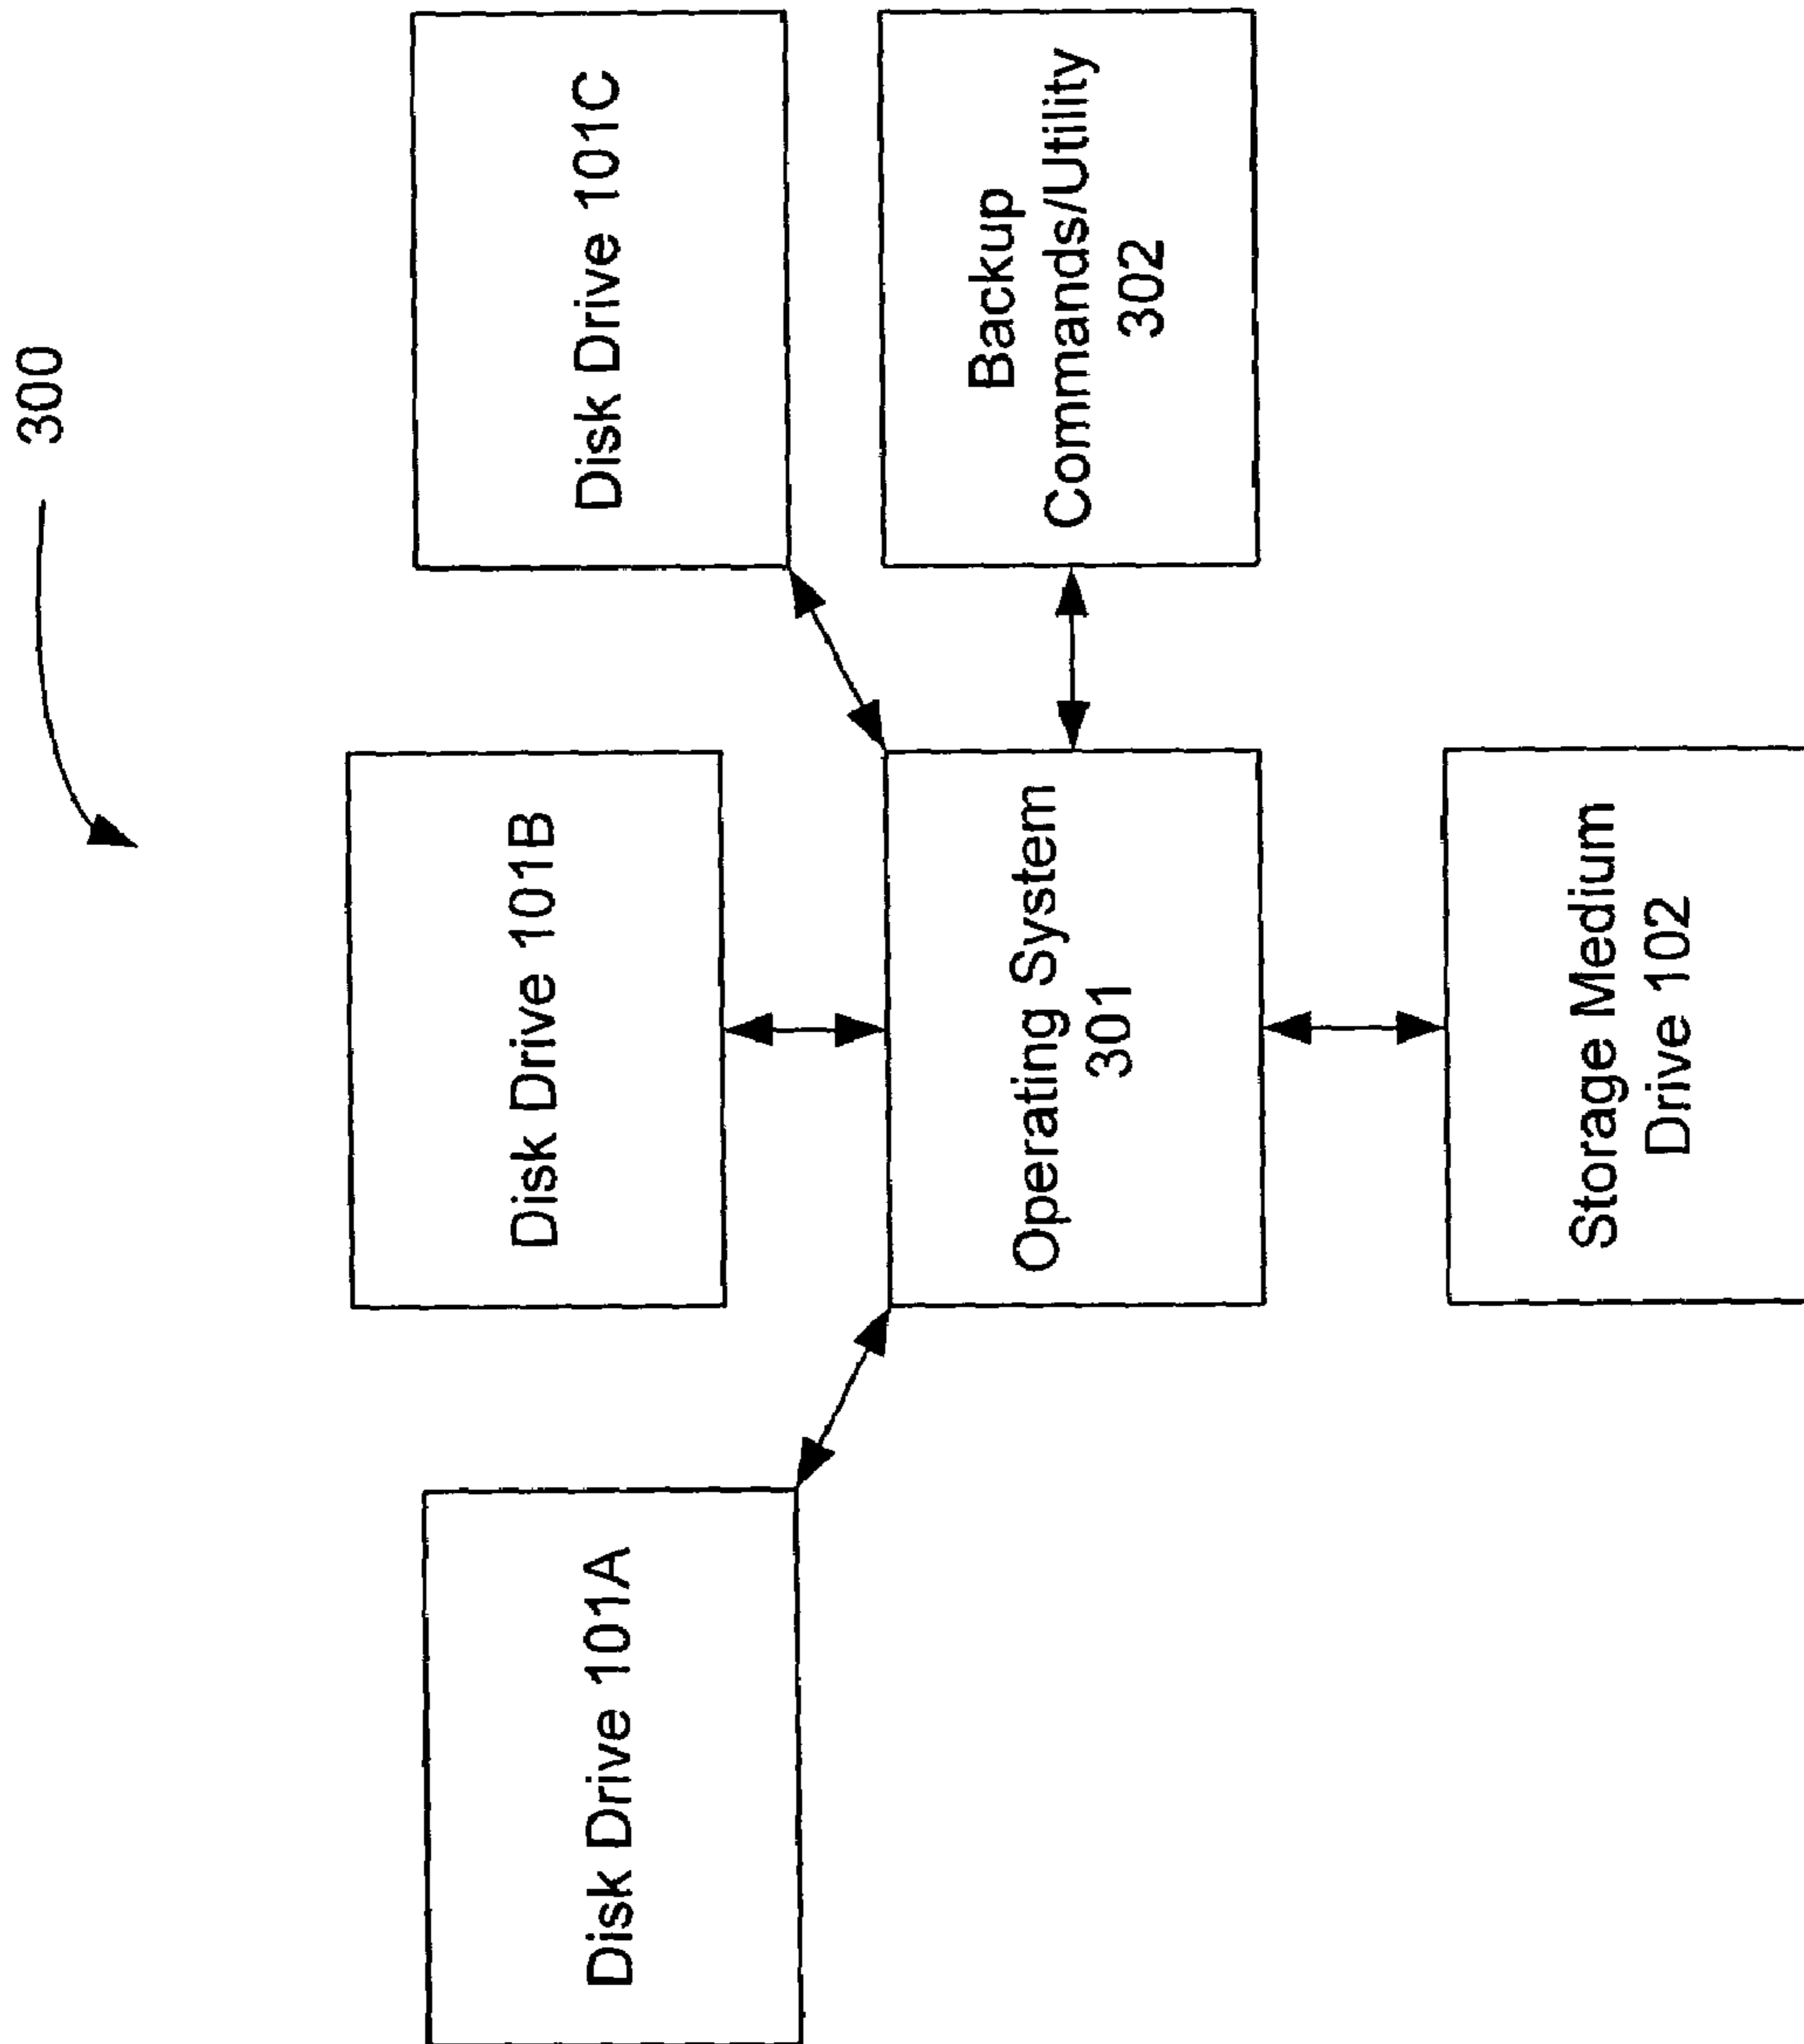 300
Disk Drive 101A
Disk Drive 101B
Disk Drive 101C
Operating System
301
Backup
Commands/Utility
302
Storage Medium
Drive 102